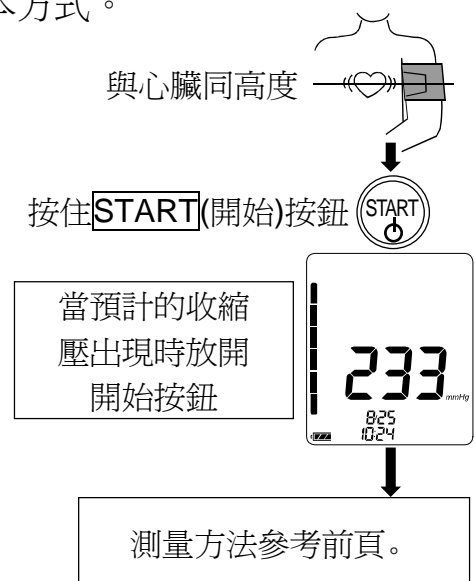 本方式。
與心臟同高度
按住START(開始)按鈕
START
當預計的收縮
壓出現時放開
開始按鈕
233 mmHg
8-25
10:24
測量方法參考前頁。